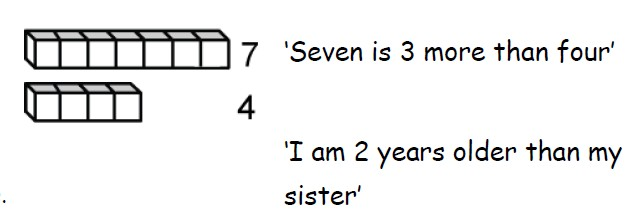 7 'Seven is 3 more than four'
4
'I am 2 years older than my
sister'
.